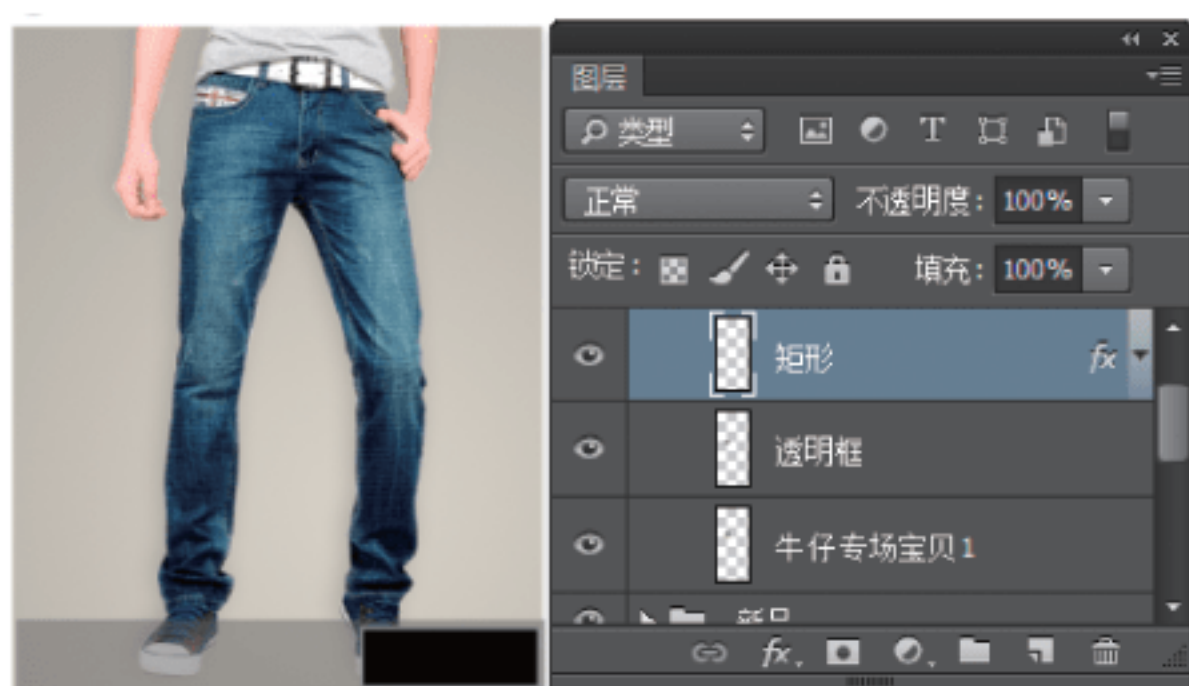 图层
类型
正常
不透明度: 100%
锁定:
填充: 100%
矩形
fx
透明框
牛仔专场宝贝1
fx